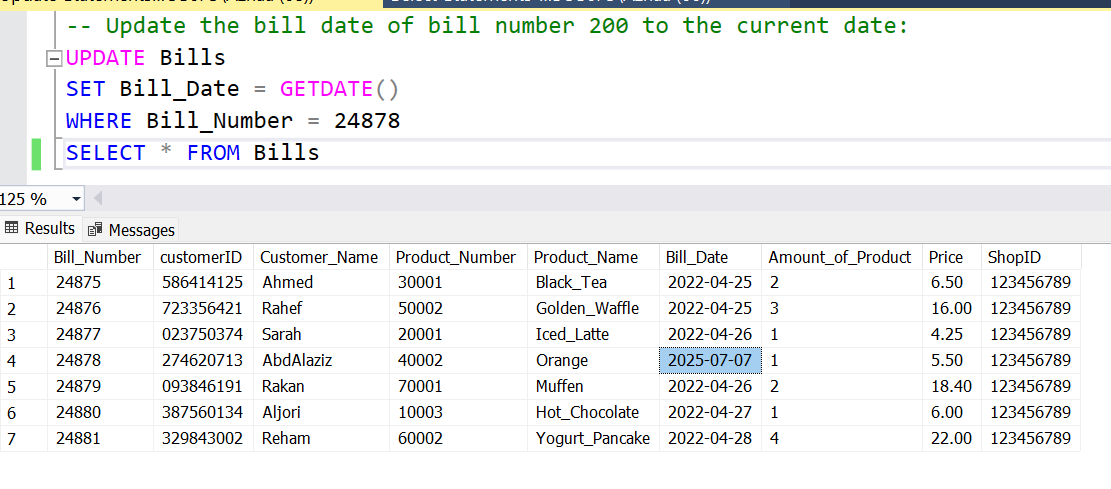 -- Update the bill date of bill number 200 to the current date:
UPDATE Bills
SET Bill_Date = GETDATE()
WHERE Bill_Number = 24878
SELECT * FROM Bills
125 %
Results Messages
Bill_Number customerID Customer_Name Product_Number Product_Name Bill_Date Amount_of_Product Price ShopID
1 24875 586414125 Ahmed 30001 Black_Tea 2022-04-25 2 6.50 123456789
2 24876 723356421 Rahef 50002 Golden_Waffle 2022-04-25 3 16.00 123456789
3 24877 023750374 Sarah 20001 Iced_Latte 2022-04-26 1 4.25 123456789
4 24878 274620713 AbdAlaziz 40002 Orange 2025-07-07 1 5.50 123456789
5 24879 093846191 Rakan 70001 Muffen 2022-04-26 2 18.40 123456789
6 24880 387560134 Aljori 10003 Hot_Chocolate 2022-04-27 1 6.00 123456789
7 24881 329843002 Reham 60002 Yogurt_Pancake 2022-04-28 4 22.00 123456789